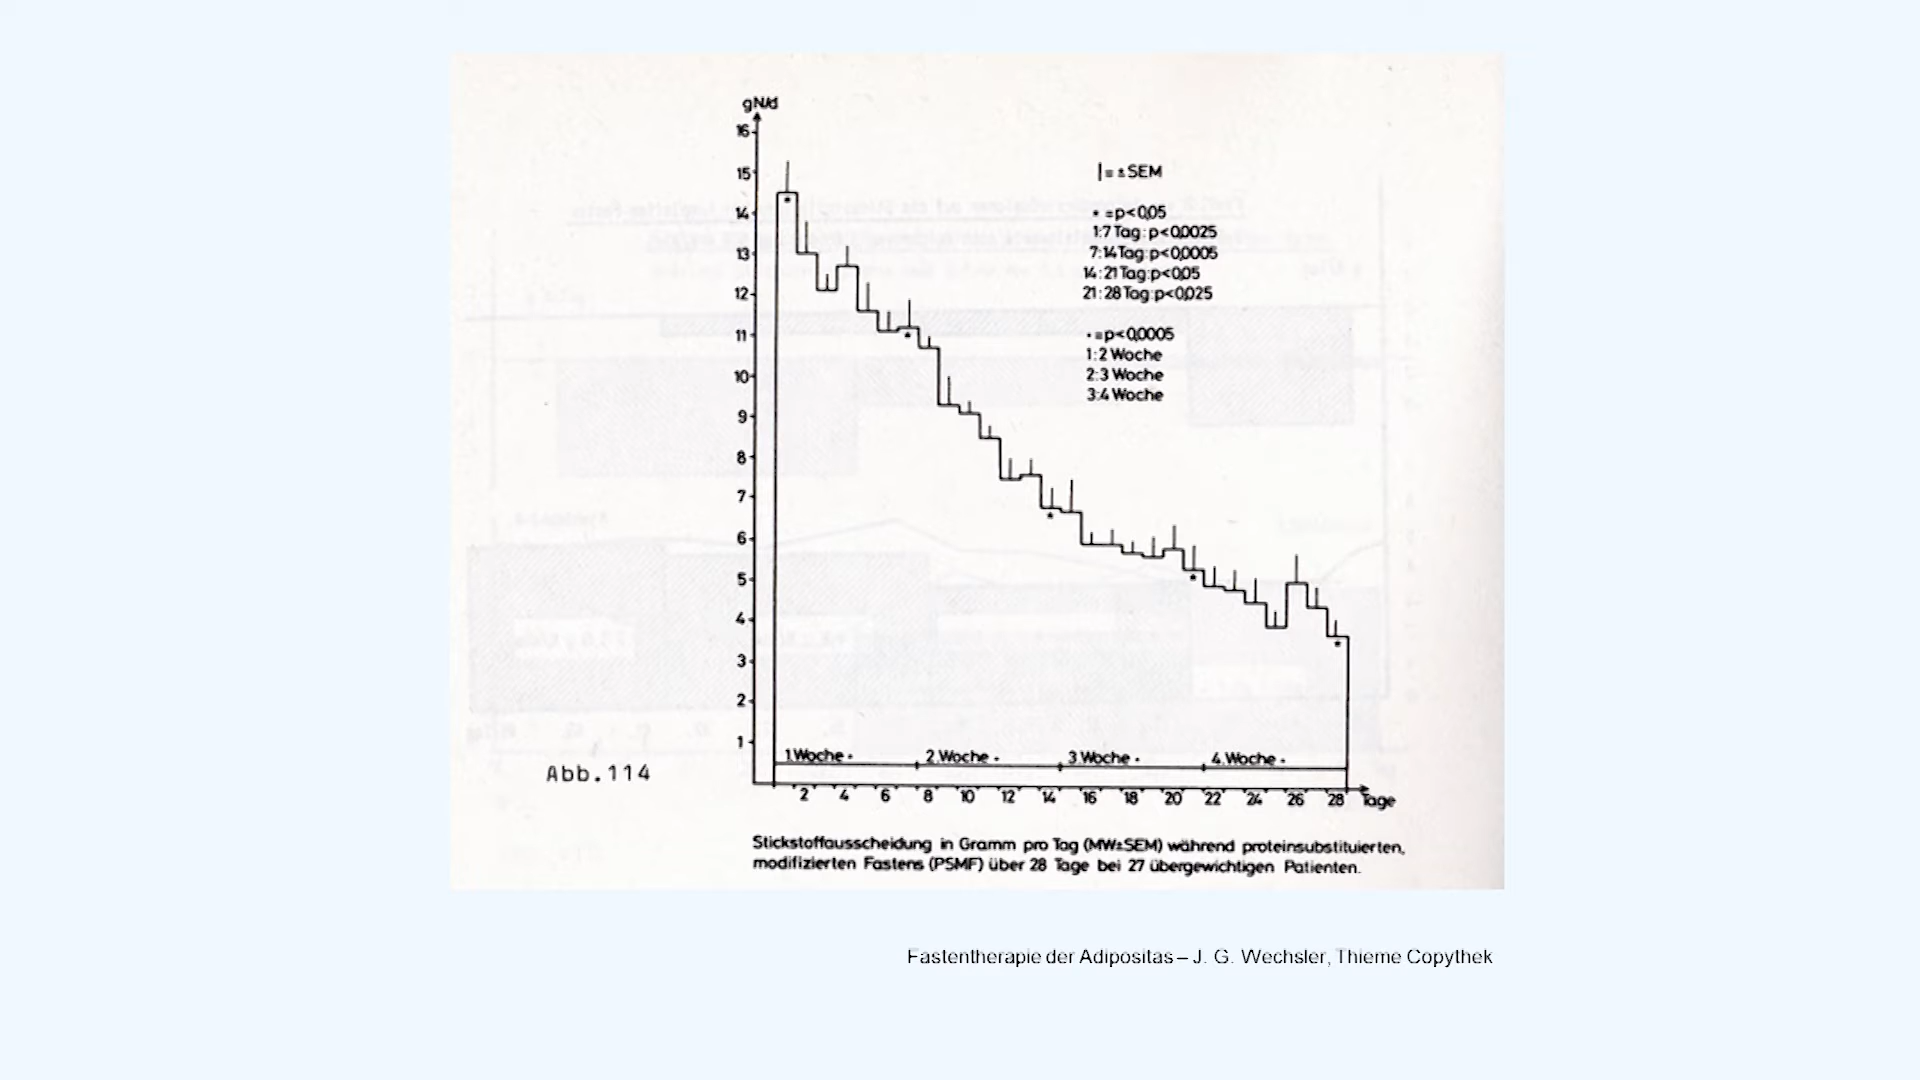 gN/d
16
15
14
13
12
11
10
9
8
7
6
5
4
3
2
1
|= ± SEM
* = p<0,05
1:7 Tag: p<0,0025
7:14 Tag: p<0,0005
14:21 Tag: p<0,05
21:28 Tag: p<0,025
• = p<0,0005
1:2 Woche
2:3 Woche
3:4 Woche
1.Woche • 2.Woche • 3.Woche • 4.Woche •
2 4 6 8 10 12 14 16 18 20 22 24 26 28 Tage
Abb.114
Stickstoffausscheidung in Gramm pro Tag (MW±SEM) während proteinsubstituierten,
modifizierten Fastens (PSMF) über 28 Tage bei 27 übergewichtigen Patienten.
Fastentherapie der Adipositas – J. G. Wechsler, Thieme Copythek